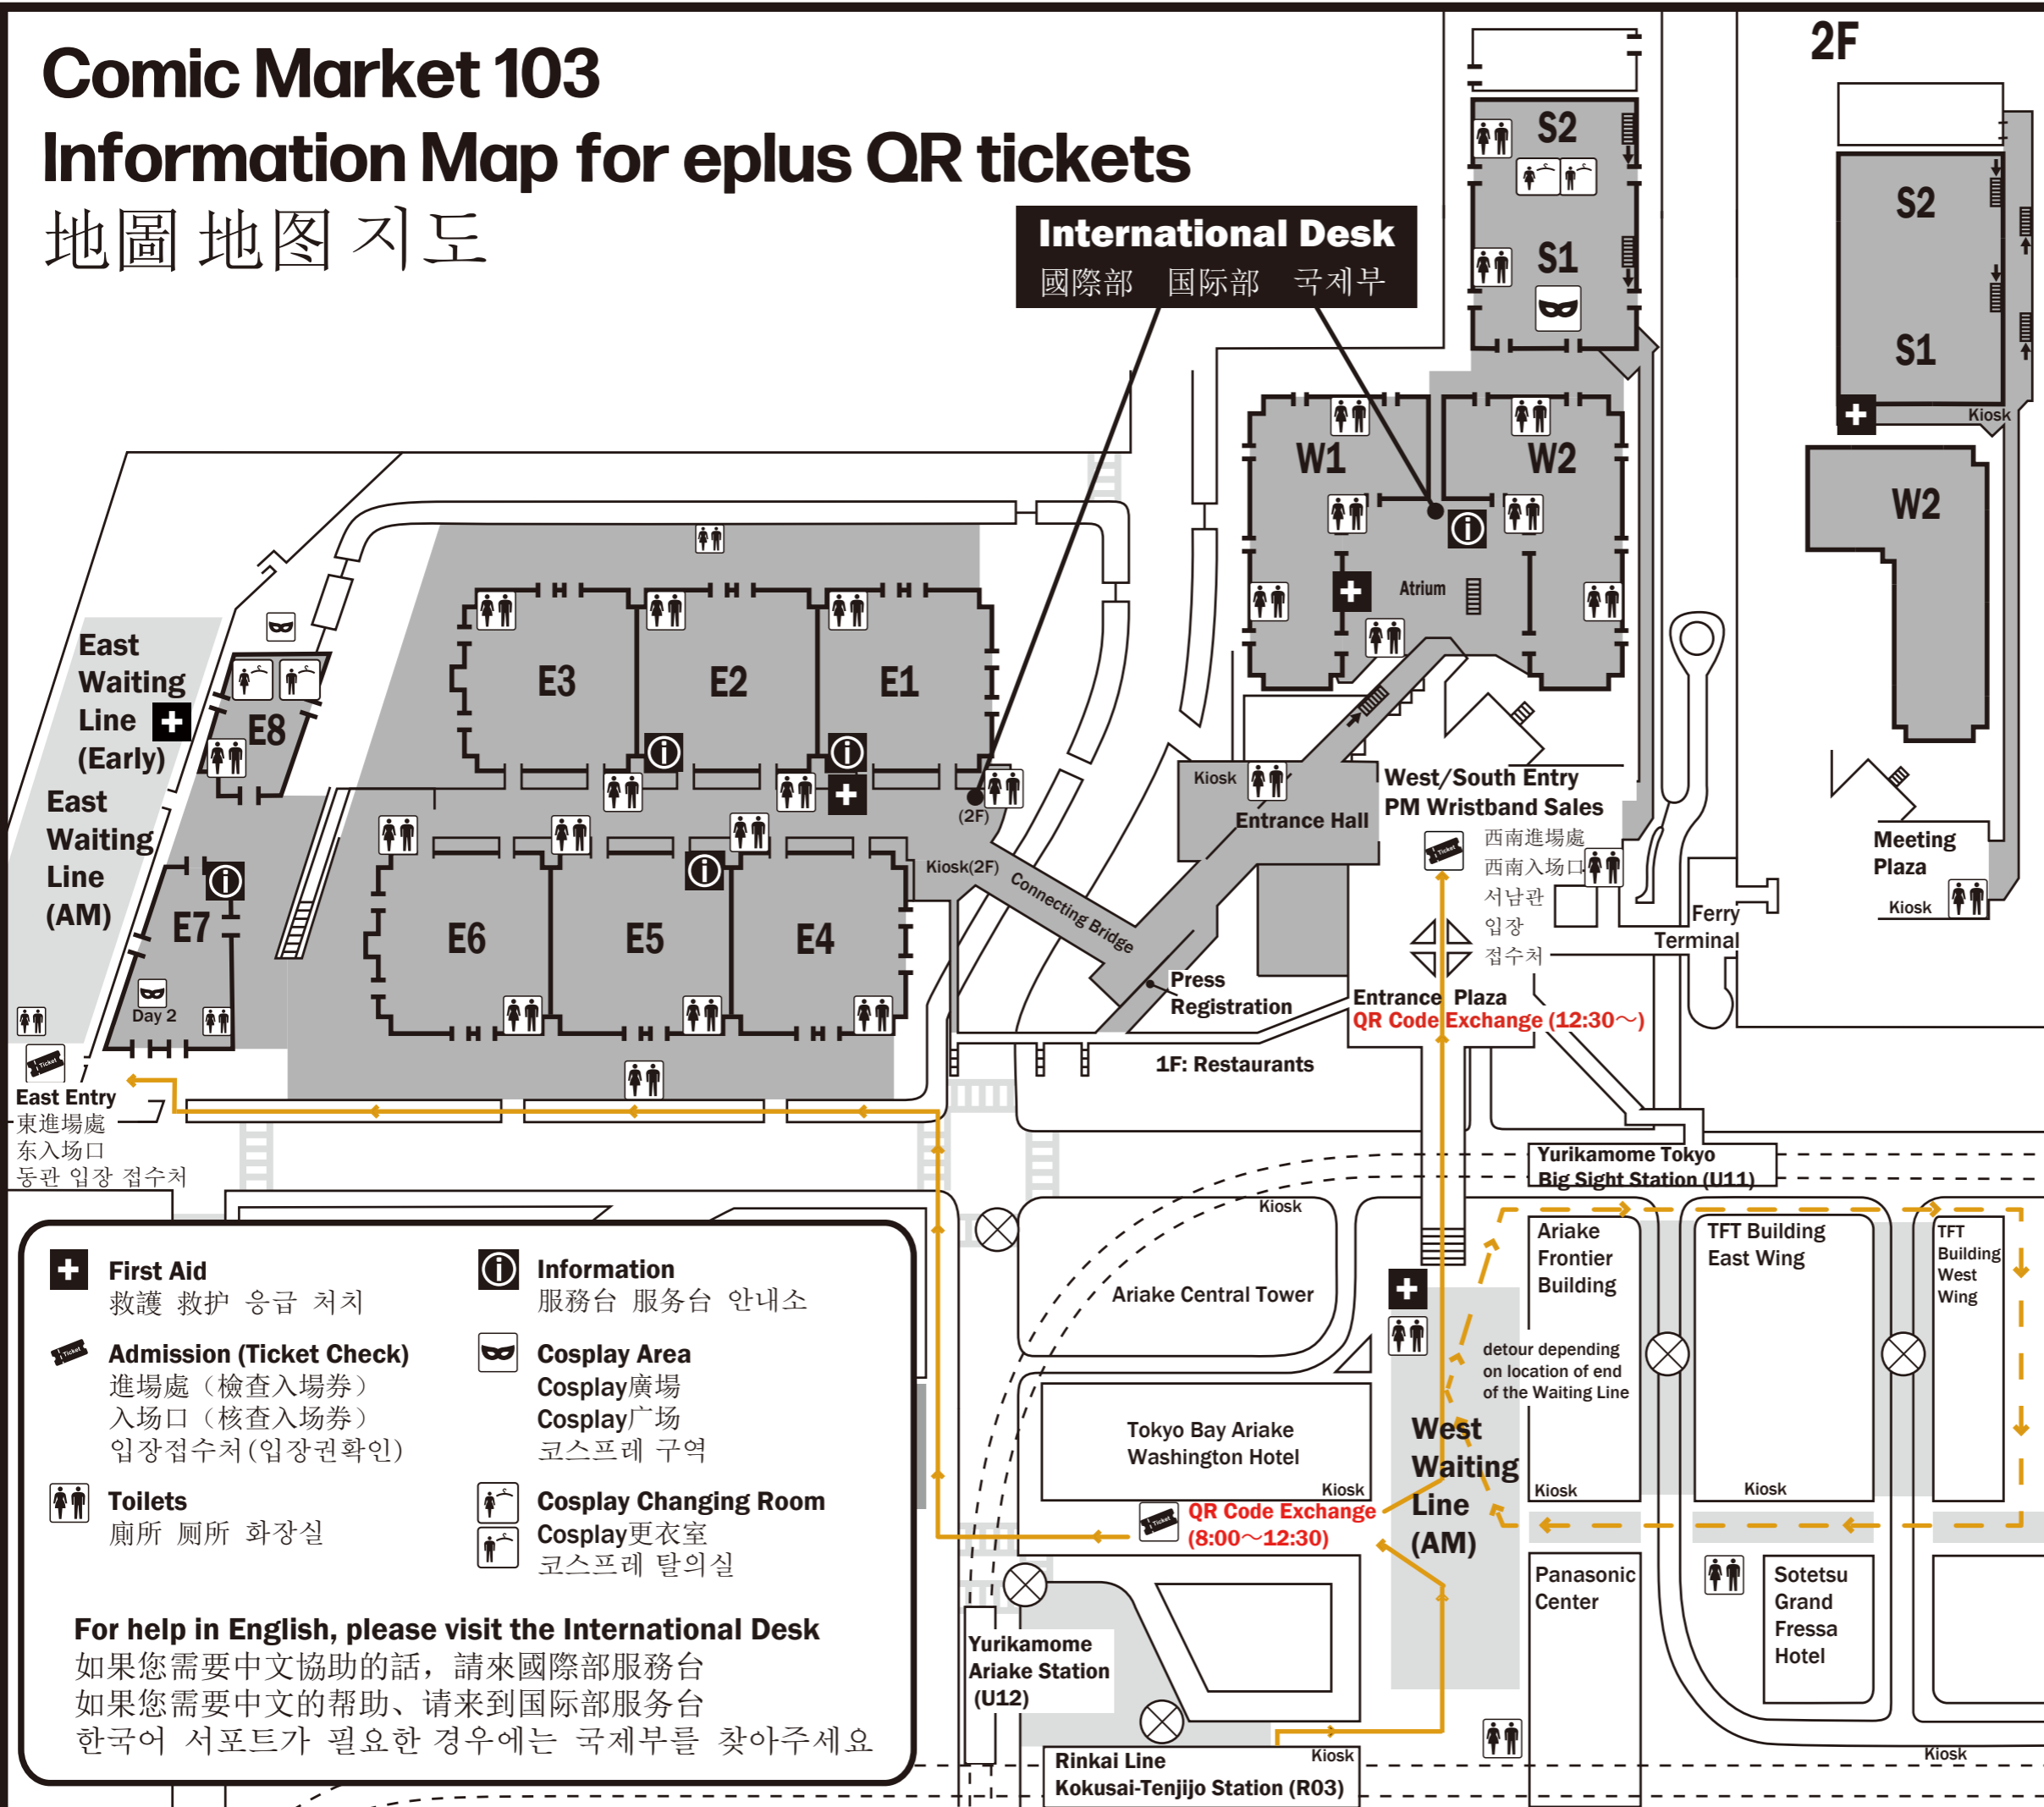 Comic Market 103
Information Map for eplus QR tickets
地圖 地图 지도
International Desk
國際部 国际部 국제부
2F
S2
S1
S2
S1
Kiosk
W1
W2
W2
Atrium
East
Waiting
Line
(Early)
East
Waiting
Line
(AM)
E8
E7
Day 2
E3
E2
E1
E6
E5
E4
(2F)
Kiosk(2F)
Connecting Bridge
Kiosk
Entrance Hall
West/South Entry
PM Wristband Sales
西南進場處
西南入场口
서남관
입장
접수처
Ticket
Meeting
Plaza
Kiosk
Ferry
Terminal
Press
Registration
Entrance Plaza
QR Code Exchange (12:30～)
1F: Restaurants
Ticket
East Entry
東進場處
东入场口
동관 입장 접수처
Yurikamome Tokyo
Big Sight Station (U11)
Kiosk
Ariake Central Tower
Ariake
Frontier
Building
TFT Building
East Wing
TFT
Building
West
Wing
detour depending
on location of end
of the Waiting Line
Tokyo Bay Ariake
Washington Hotel
Kiosk
West
Waiting
Line
(AM)
Kiosk
Kiosk
Ticket
QR Code Exchange
(8:00～12:30)
Panasonic
Center
Sotetsu
Grand
Fressa
Hotel
Yurikamome
Ariake Station
(U12)
Rinkai Line
Kokusai-Tenjijo Station (R03)
Kiosk
Kiosk
First Aid
救護 救护 응급 처치
Ticket
Admission (Ticket Check)
進場處（檢查入場券）
入场口（核查入场券）
입장접수처(입장권확인)
Toilets
廁所 厕所 화장실
Information
服務台 服务台 안내소
Cosplay Area
Cosplay廣場
Cosplay广场
코스프레 구역
Cosplay Changing Room
Cosplay更衣室
코스프레 탈의실
For help in English, please visit the International Desk
如果您需要中文協助的話，請來國際部服務台
如果您需要中文的帮助、请来到国际部服务台
한국어 서포트가 필요한 경우에는 국제부를 찾아주세요